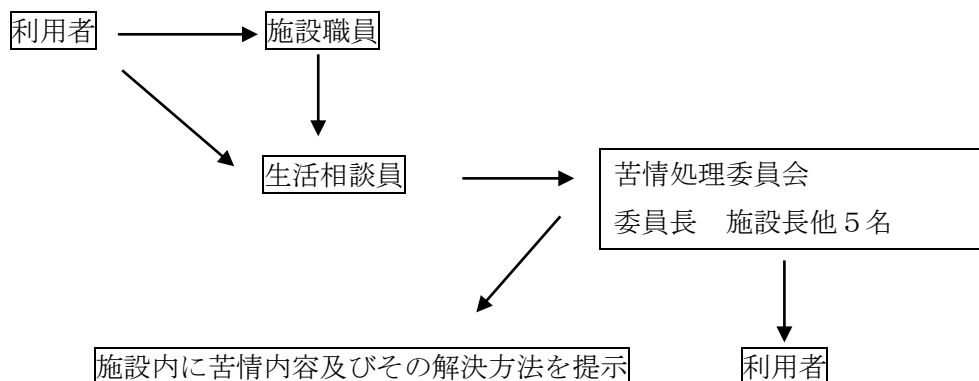 利用者
施設職員
生活相談員
苦情処理委員会
委員長　施設長他５名
施設内に苦情内容及びその解決方法を提示
利用者